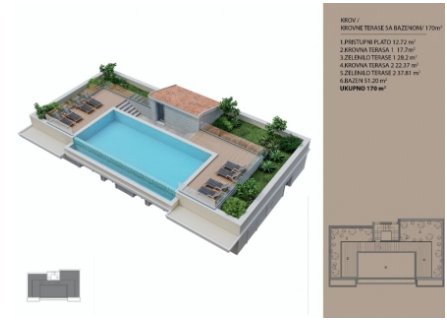 KROV /
KROVNE TERASE SA BAZENOM/ 170m²
1.PRISTUPNI PLATO 12.72 m²
2.KROVNA TERASA 1 17.7m²
3.ZELENILO TERASE 1 28.2 m²
4.KROVNA TERASA 2 22.37 m²
5.ZELENILO TERASE 2 37.81 m²
6.BAZEN 51.20 m²
UKUPNO 170 m²